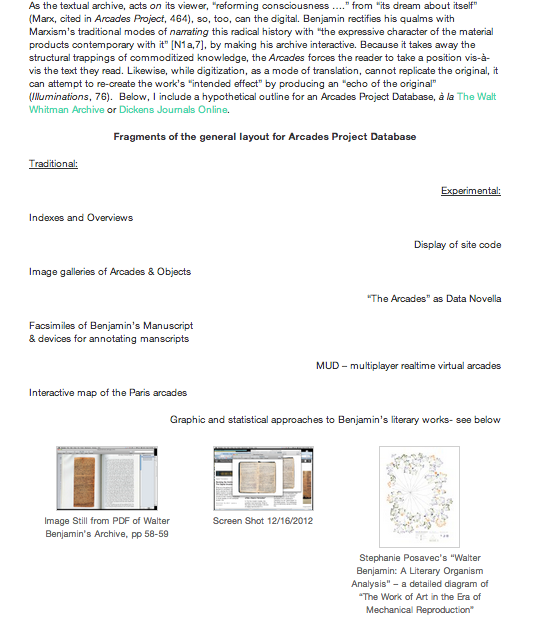 As the textual archive, acts on its viewer, “reforming consciousness ....” from “its dream about itself”
(Marx, cited in Arcades Project, 464), so, too, can the digital. Benjamin rectifies his qualms with
Marxism’s traditional modes of narrating this radical history with “the expressive character of the material
products contemporary with it” [N1a,7], by making his archive interactive. Because it takes away the
structural trappings of commoditized knowledge, the Arcades forces the reader to take a position vis-à-
vis the text they read. Likewise, while digitization, as a mode of translation, cannot replicate the original, it
can attempt to re-create the work’s “intended effect” by producing an “echo of the original”
(Illuminations, 76).  Below, I include a hypothetical outline for an Arcades Project Database, à la The Walt
Whitman Archive or Dickens Journals Online.
Fragments of the general layout for Arcades Project Database
Traditional:
Experimental:
Indexes and Overviews
Display of site code
Image galleries of Arcades & Objects
“The Arcades” as Data Novella
Facsimiles of Benjamin’s Manuscript
& devices for annotating manscripts
MUD – multiplayer realtime virtual arcades
Interactive map of the Paris arcades
Graphic and statistical approaches to Benjamin’s literary works- see below
Image Still from PDF of Walter
Benjamin’s Archive, pp 58-59
Screen Shot 12/16/2012
Stephanie Posavec’s “Walter
Benjamin: A Literary Organism
Analysis” – a detailed diagram of
“The Work of Art in the Era of
Mechanical Reproduction”